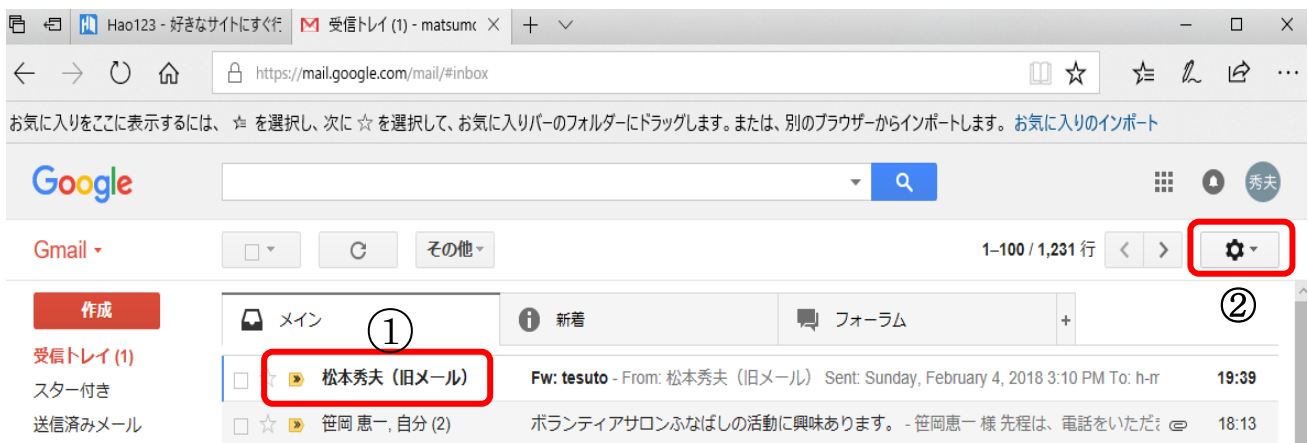 Hao123 - 好きなサイトにすぐ行 受信トレイ (1) - matsumo
https://mail.google.com/mail/#inbox
お気に入りをここに表示するには、 を選択し、次に ☆ を選択して、お気に入りバーのフォルダーにドラッグします。または、別のブラウザーからインポートします。 お気に入りのインポート
Google 秀夫
Gmail その他 1–100 / 1,231 行
作成 メイン ① 新着 フォーラム + ②
受信トレイ (1) 松本秀夫（旧メール） Fw: tesuto - From: 松本秀夫（旧メール） Sent: Sunday, February 4, 2018 3:10 PM To: h-m 19:39
スター付き
送信済みメール 笹岡 恵一, 自分 (2) ボランティアサロンふなばしの活動に興味あります。 - 笹岡恵一 様 先程は、電話をいただき 18:13